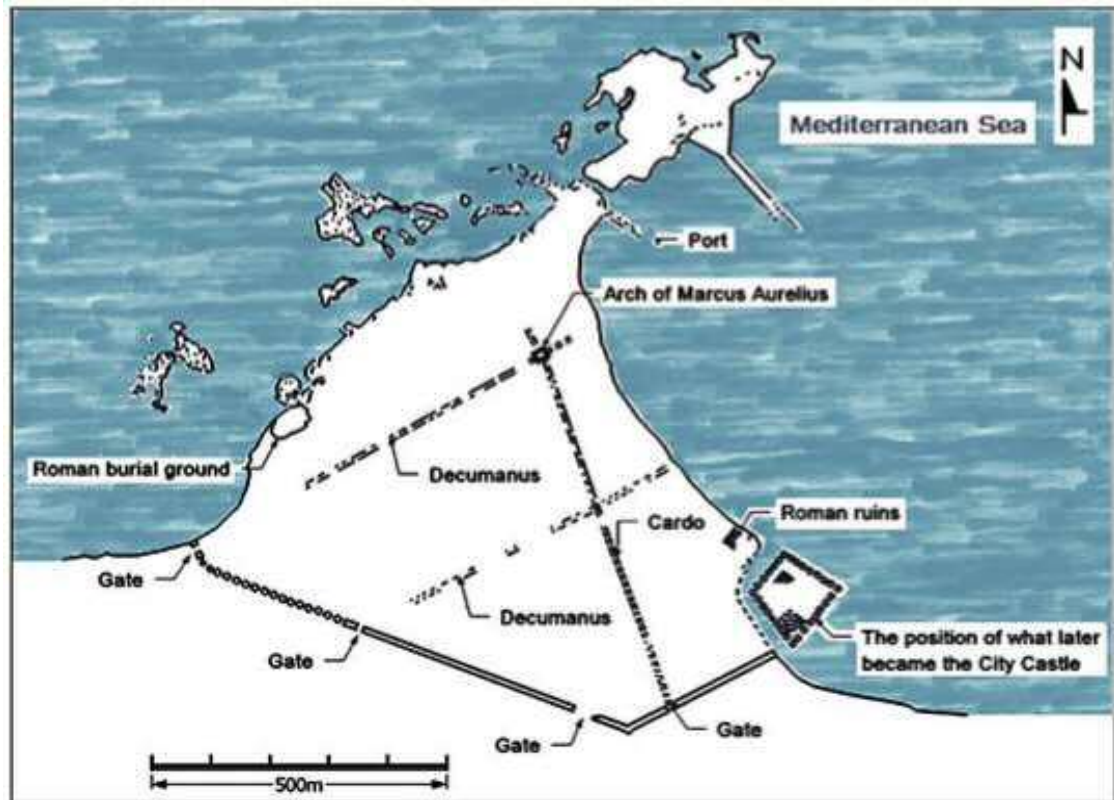 N
Mediterranean Sea
Port
Arch of Marcus Aurelius
Roman burial ground
Decumanus
Cardo
Roman ruins
Gate
Decumanus
The position of what later
became the City Castle
Gate
Gate
Gate
500m